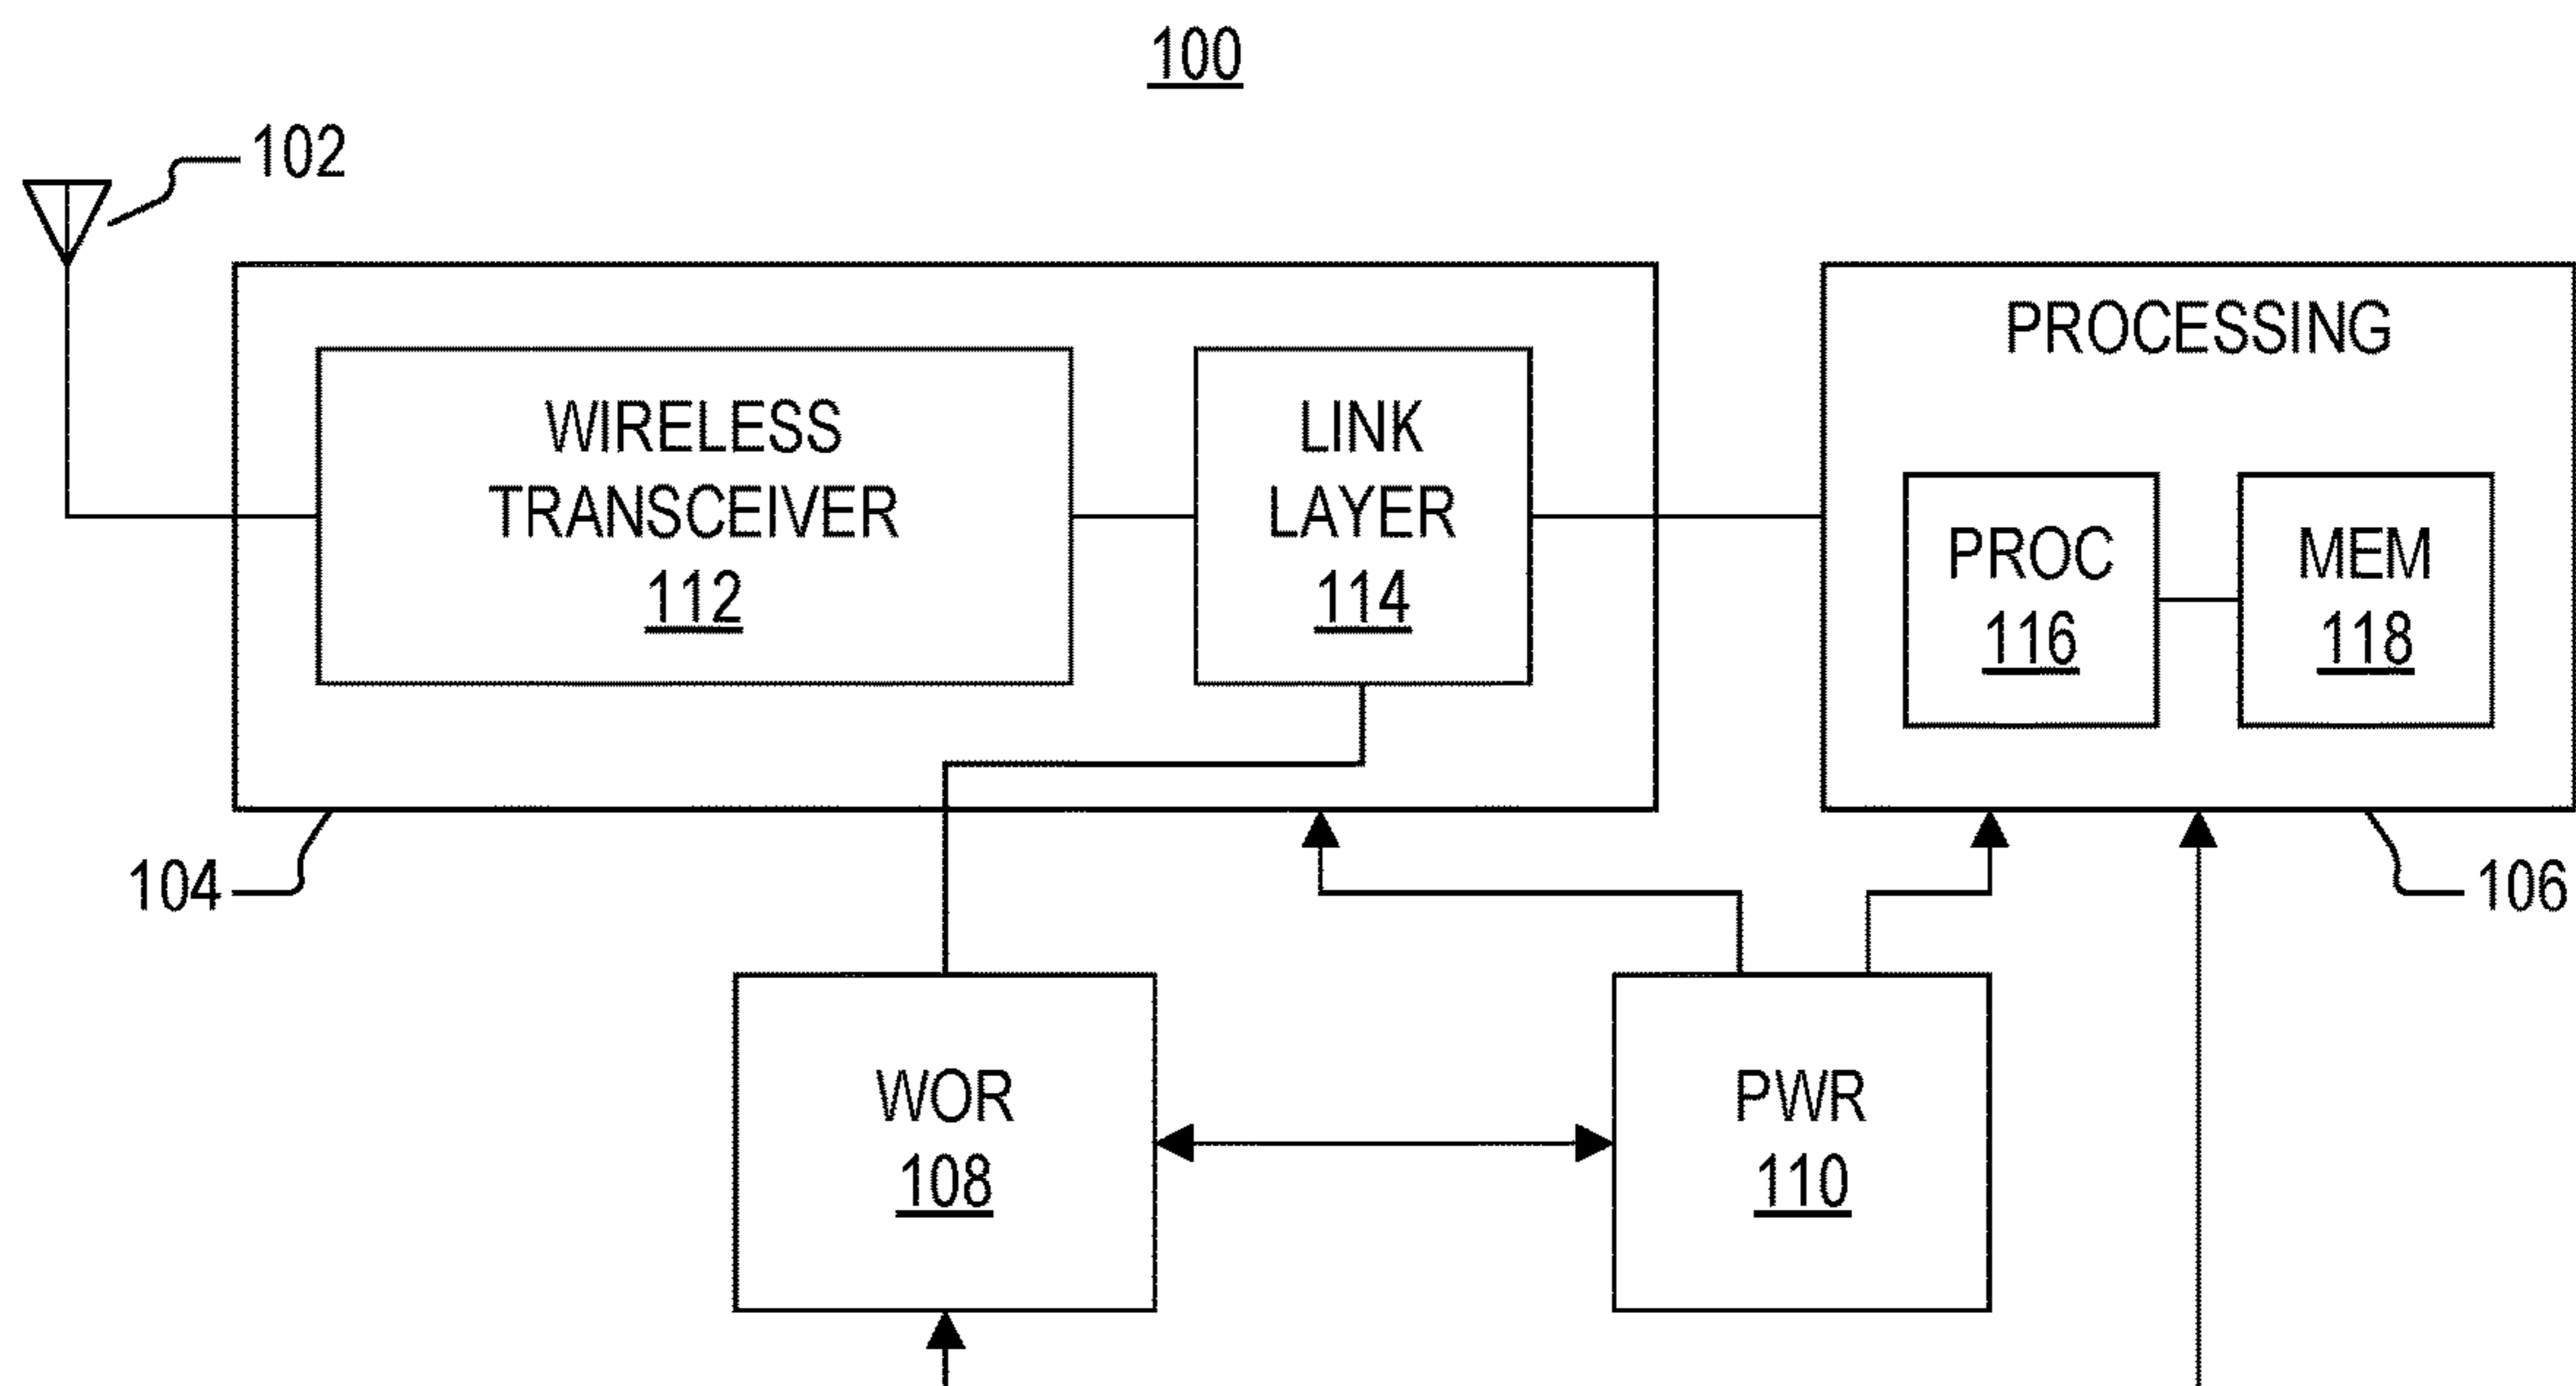 100
102
WIRELESS
TRANSCEIVER
112
LINK
LAYER
114
PROCESSING
PROC
116
MEM
118
104
106
WOR
108
PWR
110